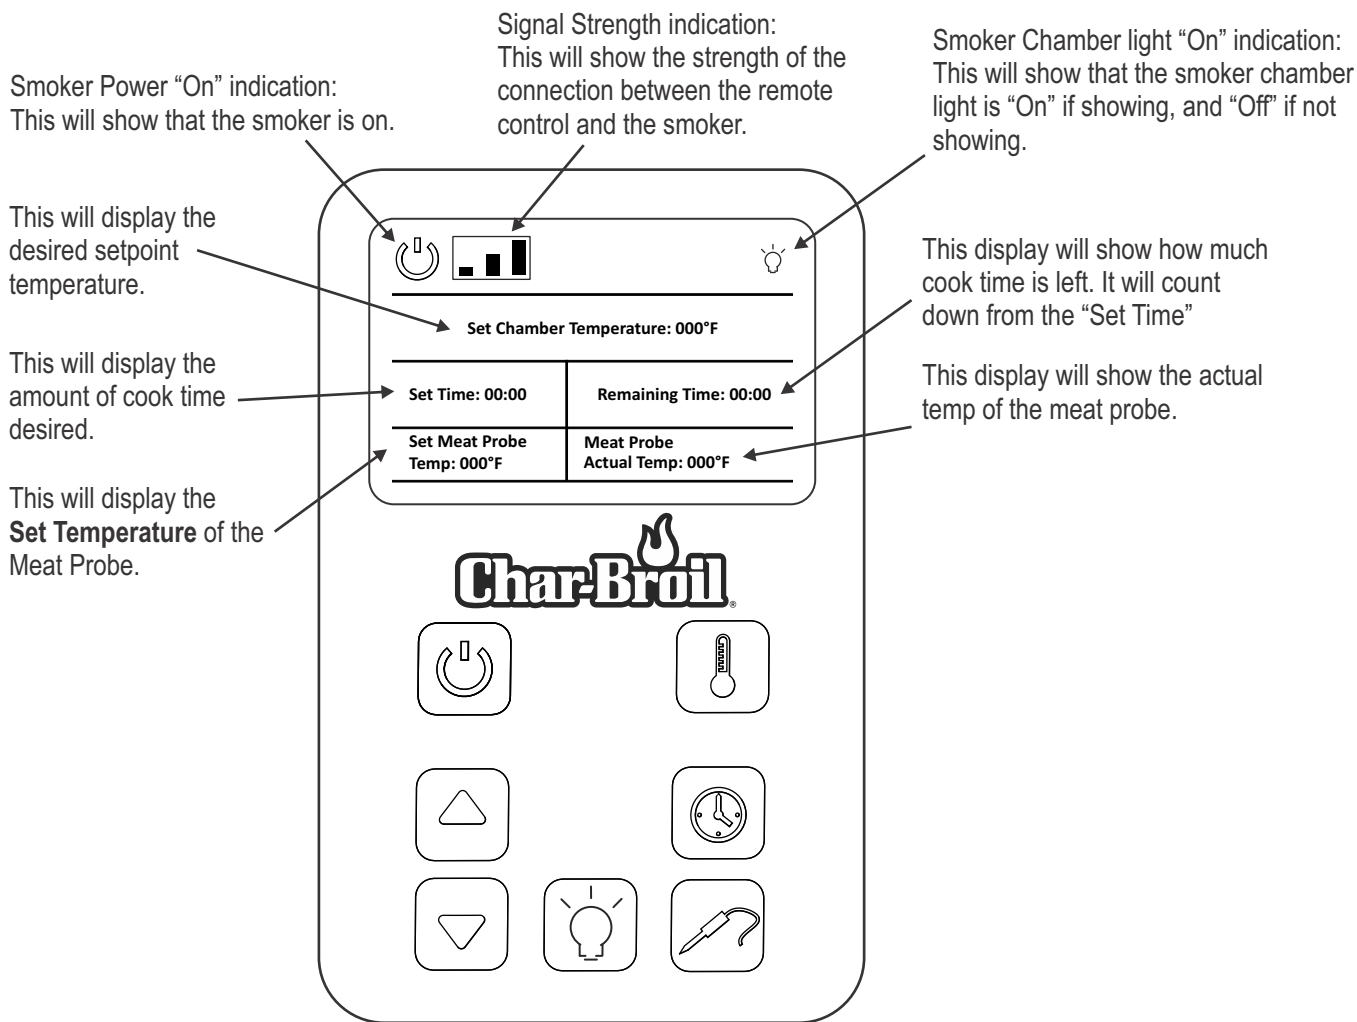 Signal Strength indication:
This will show the strength of the
connection between the remote
control and the smoker.
Smoker Chamber light “On” indication:
This will show that the smoker chamber
light is “On” if showing, and “Off” if not
showing.
Smoker Power “On” indication:
This will show that the smoker is on.
This will display the
desired setpoint
temperature.
This will display the
amount of cook time
desired.
This will display the
Set Temperature of the
Meat Probe.
Set Chamber Temperature: 000°F
Set Time: 00:00
Remaining Time: 00:00
Set Meat Probe
Temp: 000°F
Meat Probe
Actual Temp: 000°F
This display will show how much
cook time is left. It will count
down from the “Set Time”
This display will show the actual
temp of the meat probe.
Char-Broil®